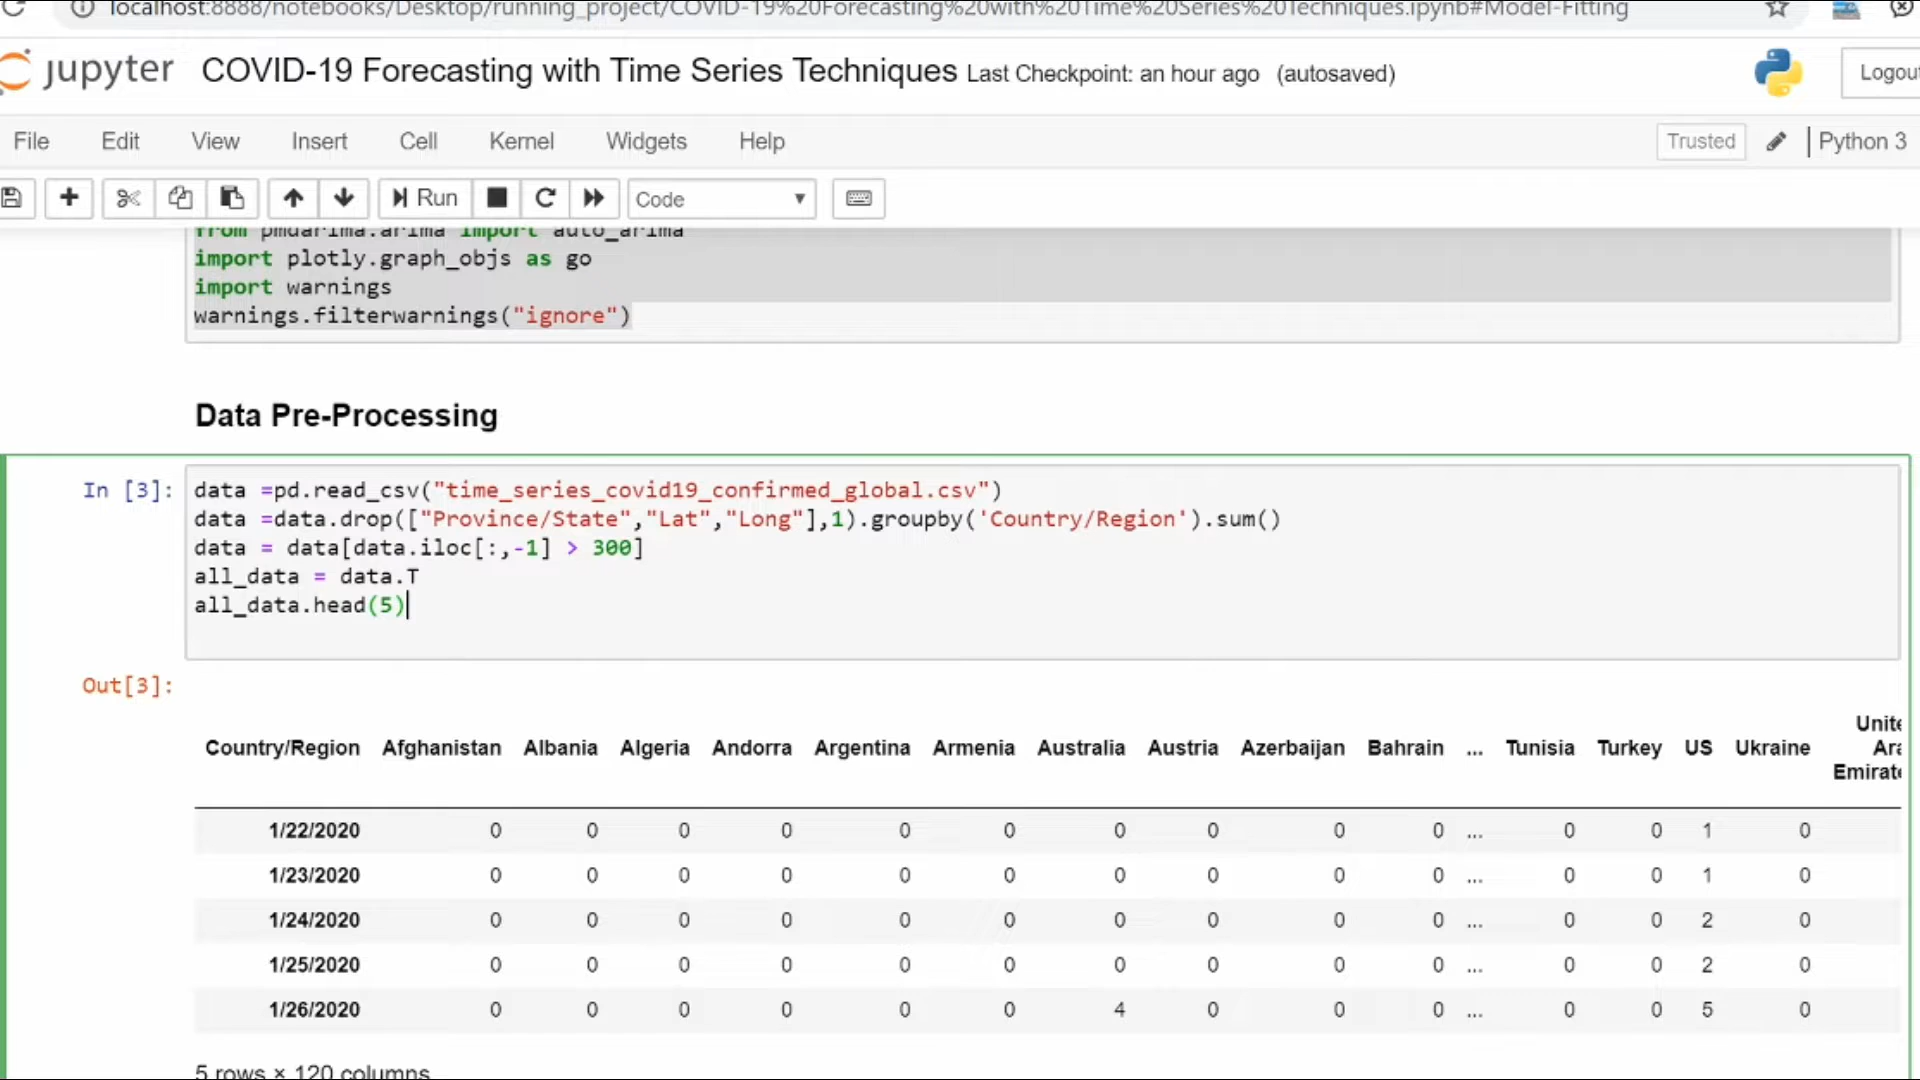 localhost:8888/notebooks/Desktop/running_project/COVID-19%20Forecasting%20with%20Time%20Series%20Techniques.ipynb#Model-Fitting
jupyter COVID-19 Forecasting with Time Series Techniques Last Checkpoint: an hour ago (autosaved)
Logout
File Edit View Insert Cell Kernel Widgets Help Trusted Python 3
Run Code
from pmdarima.arima import auto_arima
import plotly.graph_objs as go
import warnings
warnings.filterwarnings("ignore")
Data Pre-Processing
In [3]:
data =pd.read_csv("time_series_covid19_confirmed_global.csv")
data =data.drop(["Province/State","Lat","Long"],1).groupby('Country/Region').sum()
data = data[data.iloc[:,-1] > 300]
all_data = data.T
all_data.head(5)
Out[3]:
Country/Region Afghanistan Albania Algeria Andorra Argentina Armenia Australia Austria Azerbaijan Bahrain ... Tunisia Turkey US Ukraine Unite Ara Emirate
1/22/2020 0 0 0 0 0 0 0 0 0 0 ... 0 0 1 0
1/23/2020 0 0 0 0 0 0 0 0 0 0 ... 0 0 1 0
1/24/2020 0 0 0 0 0 0 0 0 0 0 ... 0 0 2 0
1/25/2020 0 0 0 0 0 0 0 0 0 0 ... 0 0 2 0
1/26/2020 0 0 0 0 0 0 4 0 0 0 ... 0 0 5 0
5 rows × 120 columns